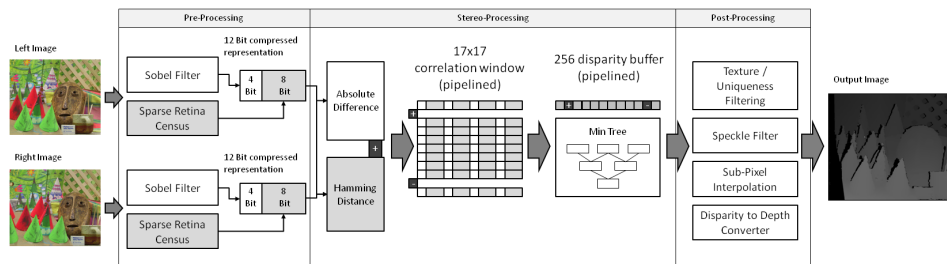 Pre-Processing
Stereo-Processing
Post-Processing
Left Image
12 Bit compressed
representation
Sobel Filter
4
Bit
8
Bit
Sparse Retina
Census
Right Image
12 Bit compressed
representation
Sobel Filter
4
Bit
8
Bit
Sparse Retina
Census
Absolute
Difference
+
Hamming
Distance
17x17
correlation window
(pipelined)
+
-
256 disparity buffer
(pipelined)
+
-
Min Tree
Texture /
Uniqueness
Filtering
Speckle Filter
Sub-Pixel
Interpolation
Disparity to Depth
Converter
Output Image